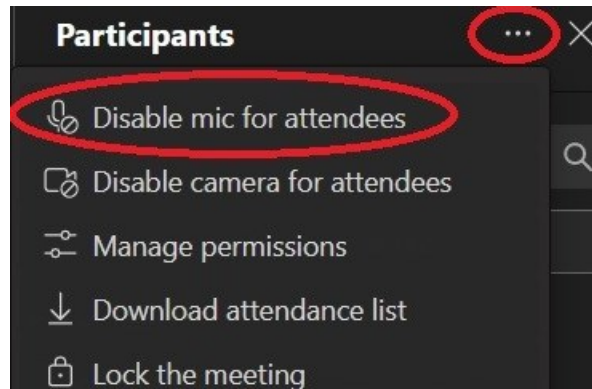 Participants
Disable mic for attendees
Disable camera for attendees
Manage permissions
Download attendance list
Lock the meeting